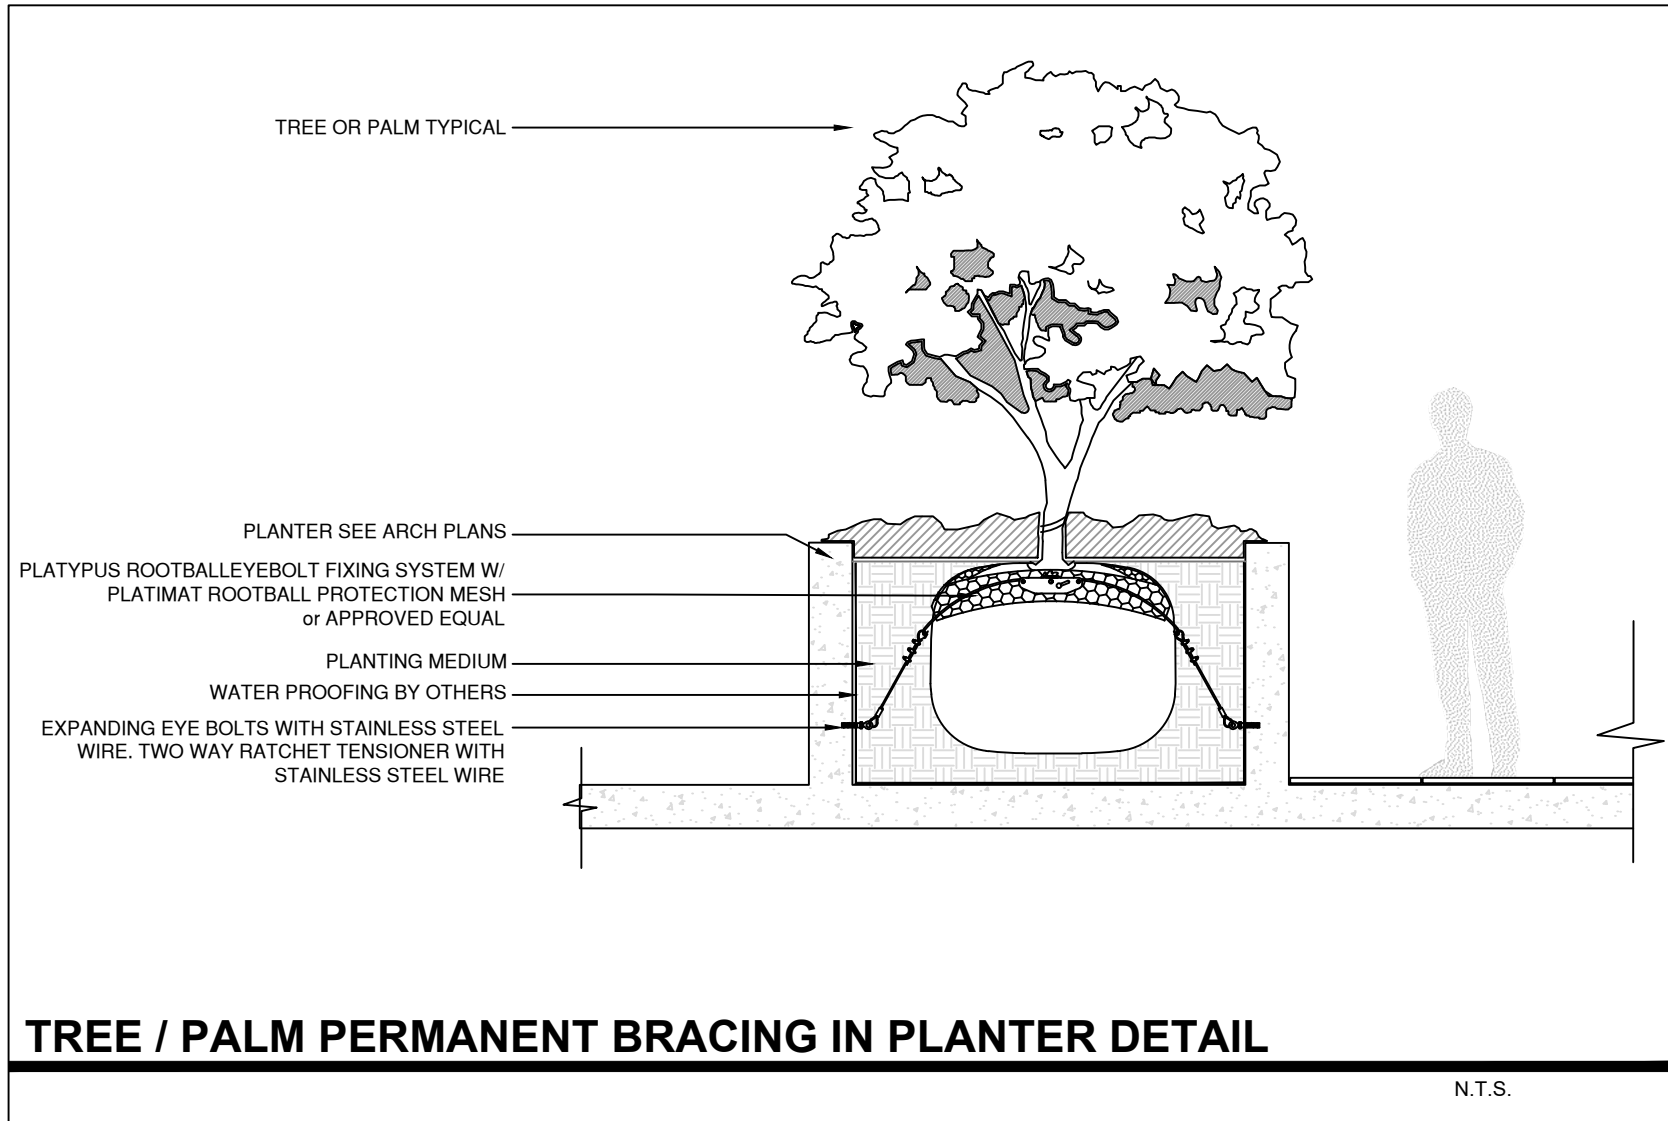 TREE OR PALM TYPICAL
PLANTER SEE ARCH PLANS
PLATYPUS ROOTBALLEYEBOLT FIXING SYSTEM W/
PLATIMAT ROOTBALL PROTECTION MESH
or APPROVED EQUAL
PLANTING MEDIUM
WATER PROOFING BY OTHERS
EXPANDING EYE BOLTS WITH STAINLESS STEEL
WIRE. TWO WAY RATCHET TENSIONER WITH
STAINLESS STEEL WIRE
TREE / PALM PERMANENT BRACING IN PLANTER DETAIL
N.T.S.